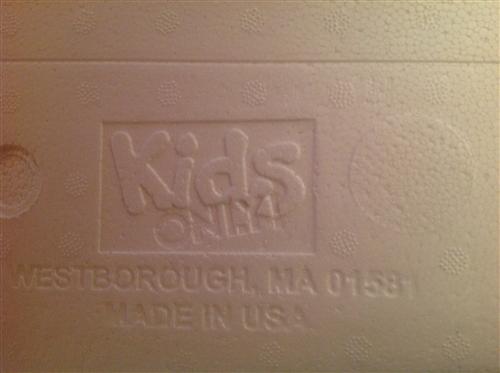 Kids
ONLY
WESTBOROUGH, MA 01581
MADE IN USA